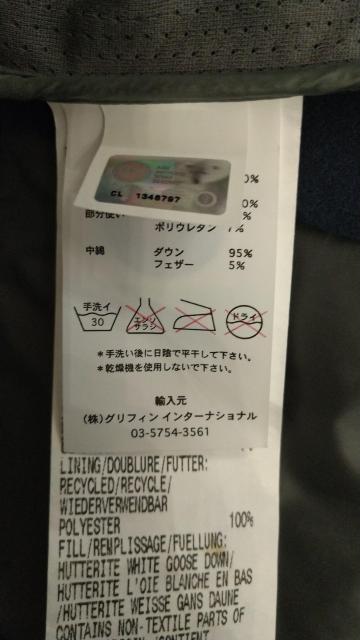 CL 1348797
0%
0%
部分使い %
ポリウレタン 7%
中綿 ダウン 95%
フェザー 5%
手洗イ
30
エンソ
サラシ
ドライ
*手洗い後に日陰で平干して下さい。
*乾燥機を使用しないで下さい。
輸入元
(株)グリフィン インターナショナル
03-5754-3561
LINING/DOUBLURE/FUTTER:
RECYCLED/RECYCLE/
WIEDERVERWENDBAR
POLYESTER 100%
FILL/REMPLISSAGE/FUELLUNG:
HUTTERITE WHITE GOOSE DOWN/
HUTTERITE L'OIE BLANCHE EN BAS
/HUTTERITE WEISSE GANS DAUNE
CONTAINS NON-TEXTILE PARTS OF